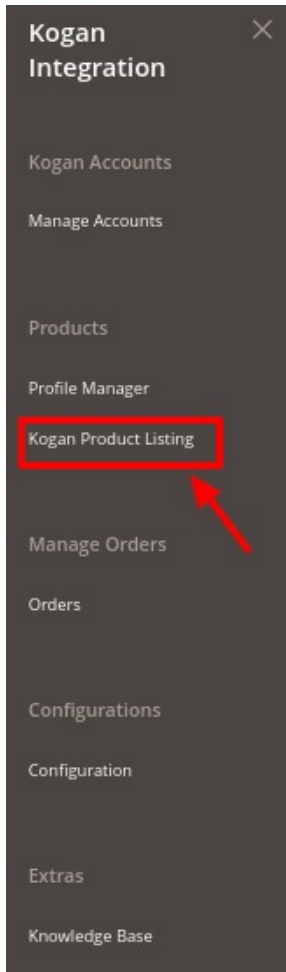 Kogan
Integration
Kogan Accounts
Manage Accounts
Products
Profile Manager
Kogan Product Listing
Manage Orders
Orders
Configurations
Configuration
Extras
Knowledge Base